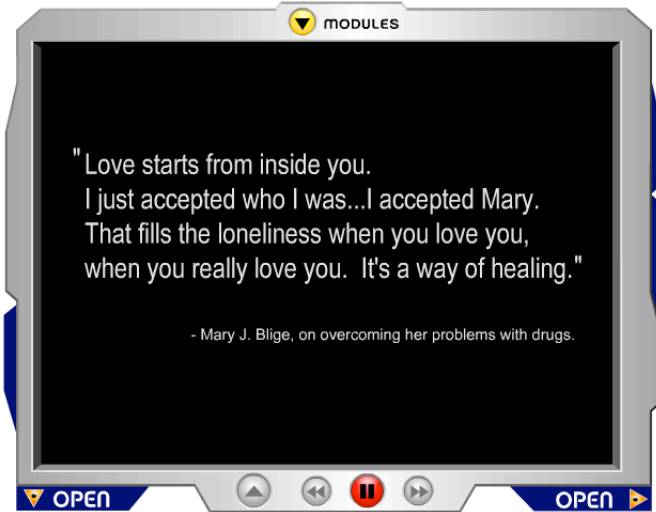 MODULES
"Love starts from inside you.
I just accepted who I was...I accepted Mary.
That fills the loneliness when you love you,
when you really love you.  It's a way of healing."
- Mary J. Blige, on overcoming her problems with drugs.
OPEN
OPEN